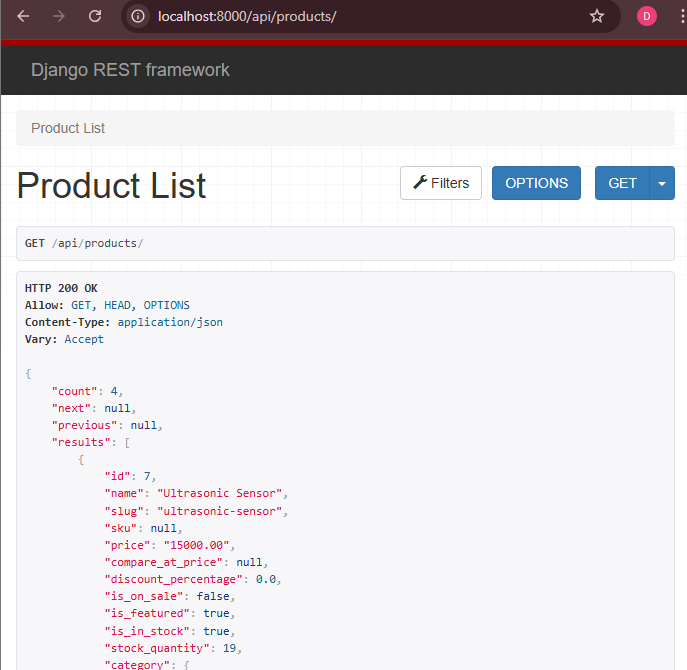 localhost:8000/api/products/
D
Django REST framework
Product List
Product List
Filters
OPTIONS
GET
GET /api/products/
HTTP 200 OK
Allow: GET, HEAD, OPTIONS
Content-Type: application/json
Vary: Accept
{
    "count": 4,
    "next": null,
    "previous": null,
    "results": [
        {
            "id": 7,
            "name": "Ultrasonic Sensor",
            "slug": "ultrasonic-sensor",
            "sku": null,
            "price": "15000.00",
            "compare_at_price": null,
            "discount_percentage": 0.0,
            "is_on_sale": false,
            "is_featured": true,
            "is_in_stock": true,
            "stock_quantity": 19,
            "category": {